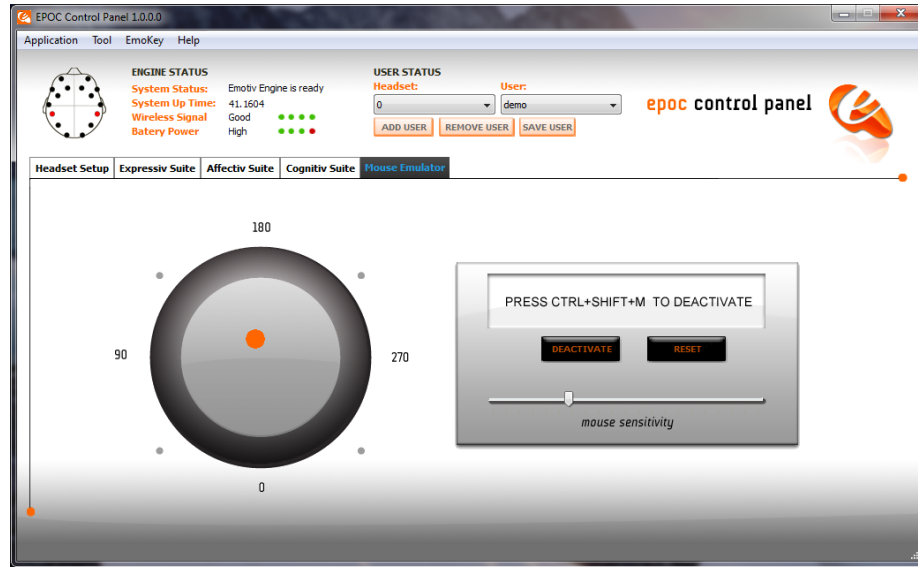 EPOC Control Panel 1.0.0.0
Application Tool EmoKey Help
ENGINE STATUS
System Status: Emotiv Engine is ready
System Up Time: 41.1604
Wireless Signal Good
Batery Power High
USER STATUS
Headset: User:
0 demo
ADD USER REMOVE USER SAVE USER
epoc control panel
Headset Setup Expressiv Suite Affectiv Suite Cognitiv Suite Mouse Emulator
180
90
270
0
PRESS CTRL+SHIFT+M TO DEACTIVATE
DEACTIVATE RESET
mouse sensitivity